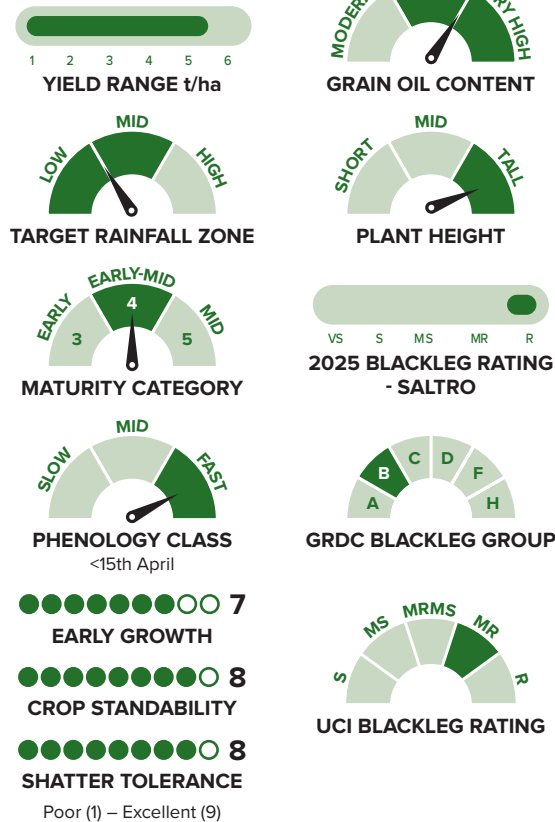 1 2 3 4 5 6
YIELD RANGE t/ha
GRAIN OIL CONTENT
LOW MID HIGH
TARGET RAINFALL ZONE
SHORT MID TALL
PLANT HEIGHT
EARLY EARLY-MID MID
3 4 5
MATURITY CATEGORY
VS S MS MR R
2025 BLACKLEG RATING
- SALTRO
SLOW MID FAST
PHENOLOGY CLASS
<15th April
A B C D F H
GRDC BLACKLEG GROUP
7
EARLY GROWTH
8
CROP STANDABILITY
8
SHATTER TOLERANCE
Poor (1) – Excellent (9)
S MS MRMS MR R
UCI BLACKLEG RATING